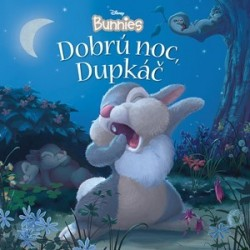 Disney
Bunnies
Dobrú noc,
Dupkáč